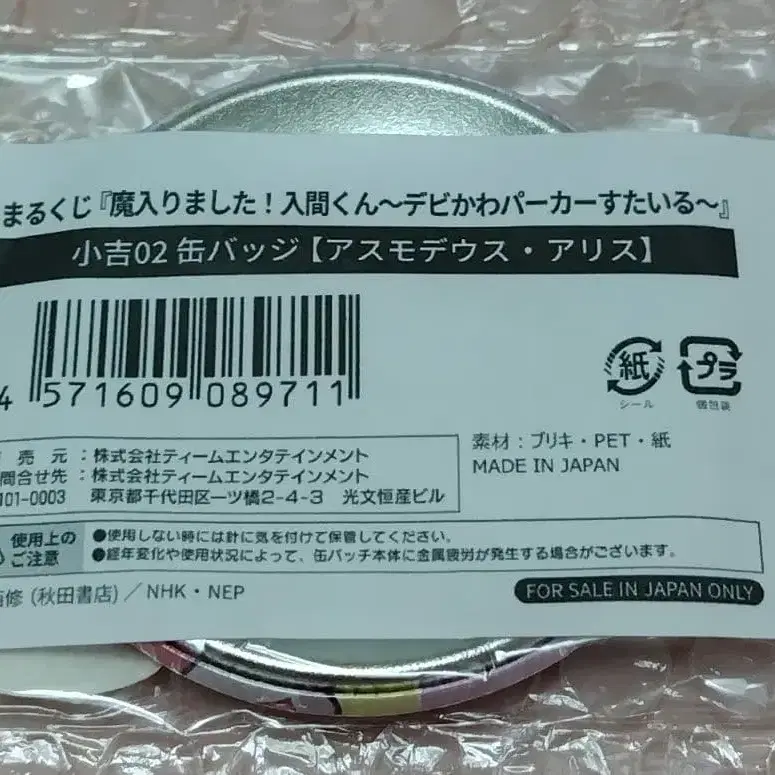 まるくじ『魔入りました！入間くん～デビかわパーカーすたいる～』
小吉02 缶バッジ【アスモデウス・アリス】
4 571609 089711
紙
シール
プラ
個包装
売 元 ：株式会社ティームエンタテインメント
問合せ先：株式会社ティームエンタテインメント
101-0003 東京都千代田区一ツ橋2-4-3 光文恒産ビル
素材：ブリキ・PET・紙
MADE IN JAPAN
使用上の
ご注意
●使用しない時には針に気を付けて保管してください。
●経年変化や使用状況によって、缶バッチ本体に金属疲労が発生する場合がございます。
修（秋田書店）／NHK・NEP
FOR SALE IN JAPAN ONLY